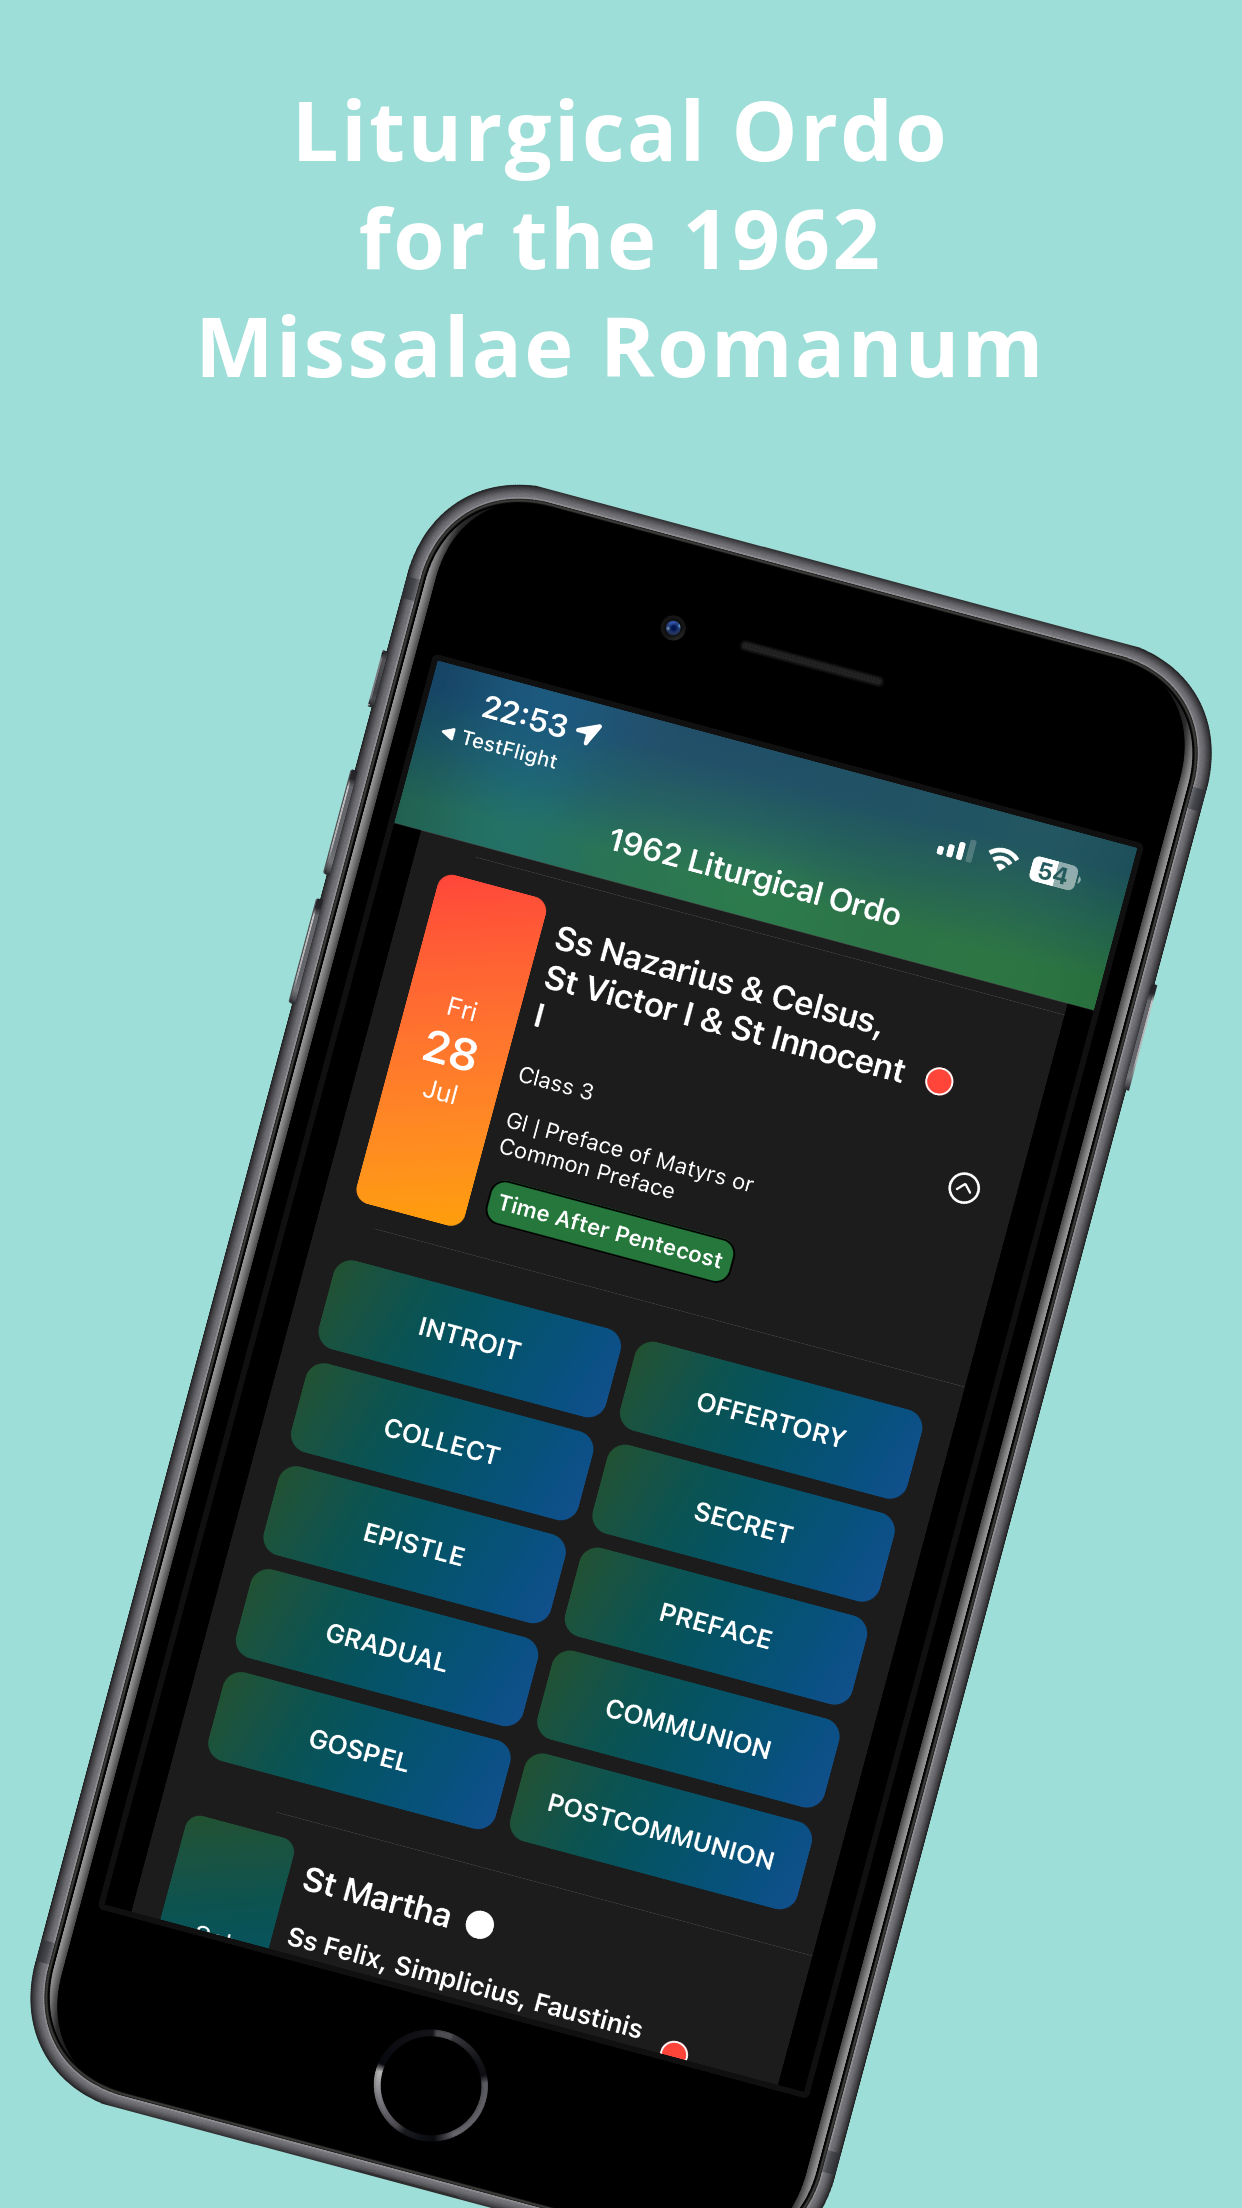 Liturgical Ordo
for the 1962
Missalae Romanum
22:53
TestFlight
54
1962 Liturgical Ordo
Fri
28
Jul
Ss Nazarius & Celsus,
St Victor I & St Innocent
I
Class 3
Gl | Preface of Matyrs or
Common Preface
Time After Pentecost
INTROIT
OFFERTORY
COLLECT
SECRET
EPISTLE
PREFACE
GRADUAL
COMMUNION
GOSPEL
POSTCOMMUNION
St Martha
Ss Felix, Simplicius, Faustinis